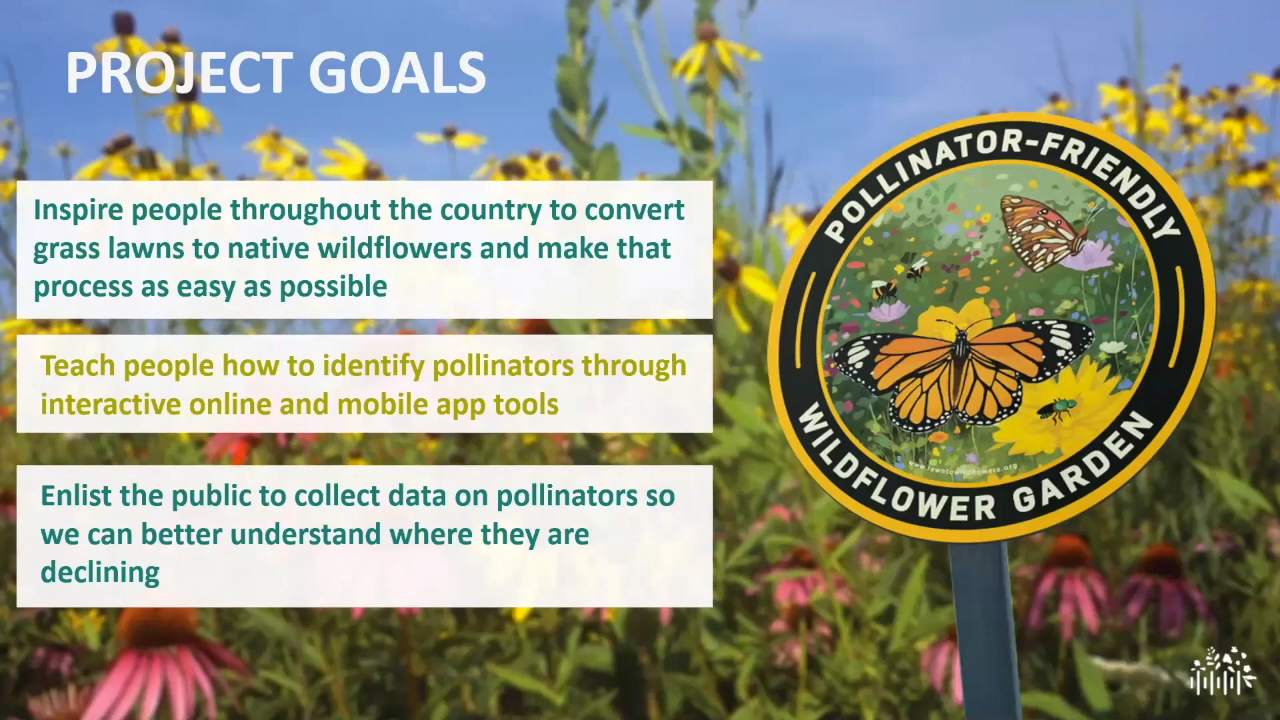 PROJECT GOALS
Inspire people throughout the country to convert
grass lawns to native wildflowers and make that
process as easy as possible
Teach people how to identify pollinators through
interactive online and mobile app tools
Enlist the public to collect data on pollinators so
we can better understand where they are
declining
POLLINATOR-FRIENDLY
WILDFLOWER GARDEN